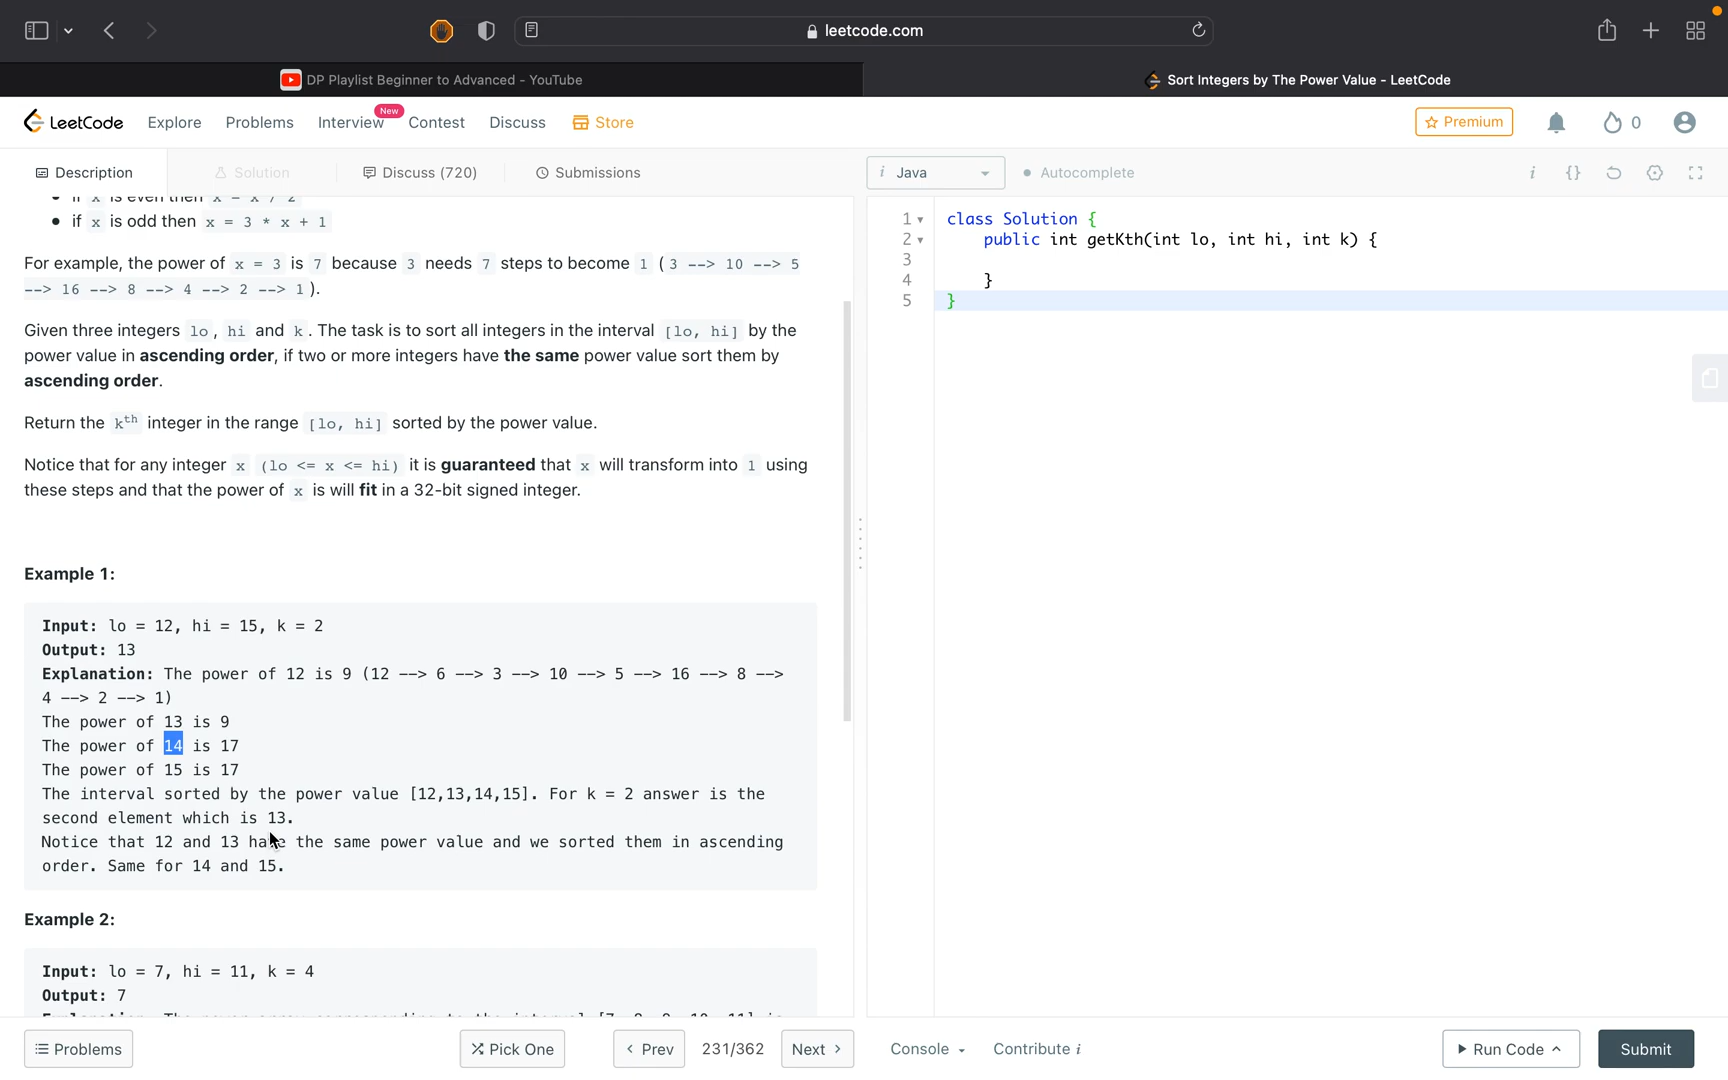 leetcode.com
DP Playlist Beginner to Advanced - YouTube
Sort Integers by The Power Value - LeetCode
LeetCode Explore Problems Interview New Contest Discuss Store
Premium 0
Description Solution Discuss (720) Submissions
i Java Autocomplete
if x is even then x = x / 2
if x is odd then x = 3 * x + 1
For example, the power of x = 3 is 7 because 3 needs 7 steps to become 1 ( 3 --> 10 --> 5
--> 16 --> 8 --> 4 --> 2 --> 1 ).
Given three integers lo , hi and k . The task is to sort all integers in the interval [lo, hi] by the
power value in ascending order, if two or more integers have the same power value sort them by
ascending order.
Return the kth integer in the range [lo, hi] sorted by the power value.
Notice that for any integer x (lo <= x <= hi) it is guaranteed that x will transform into 1 using
these steps and that the power of x is will fit in a 32-bit signed integer.
Example 1:
Input: lo = 12, hi = 15, k = 2
Output: 13
Explanation: The power of 12 is 9 (12 --> 6 --> 3 --> 10 --> 5 --> 16 --> 8 -->
4 --> 2 --> 1)
The power of 13 is 9
The power of 14 is 17
The power of 15 is 17
The interval sorted by the power value [12,13,14,15]. For k = 2 answer is the
second element which is 13.
Notice that 12 and 13 have the same power value and we sorted them in ascending
order. Same for 14 and 15.
Example 2:
Input: lo = 7, hi = 11, k = 4
Output: 7
1 class Solution {
2 public int getKth(int lo, int hi, int k) {
3
4 }
5 }
Problems Pick One Prev 231/362 Next Console Contribute i Run Code Submit